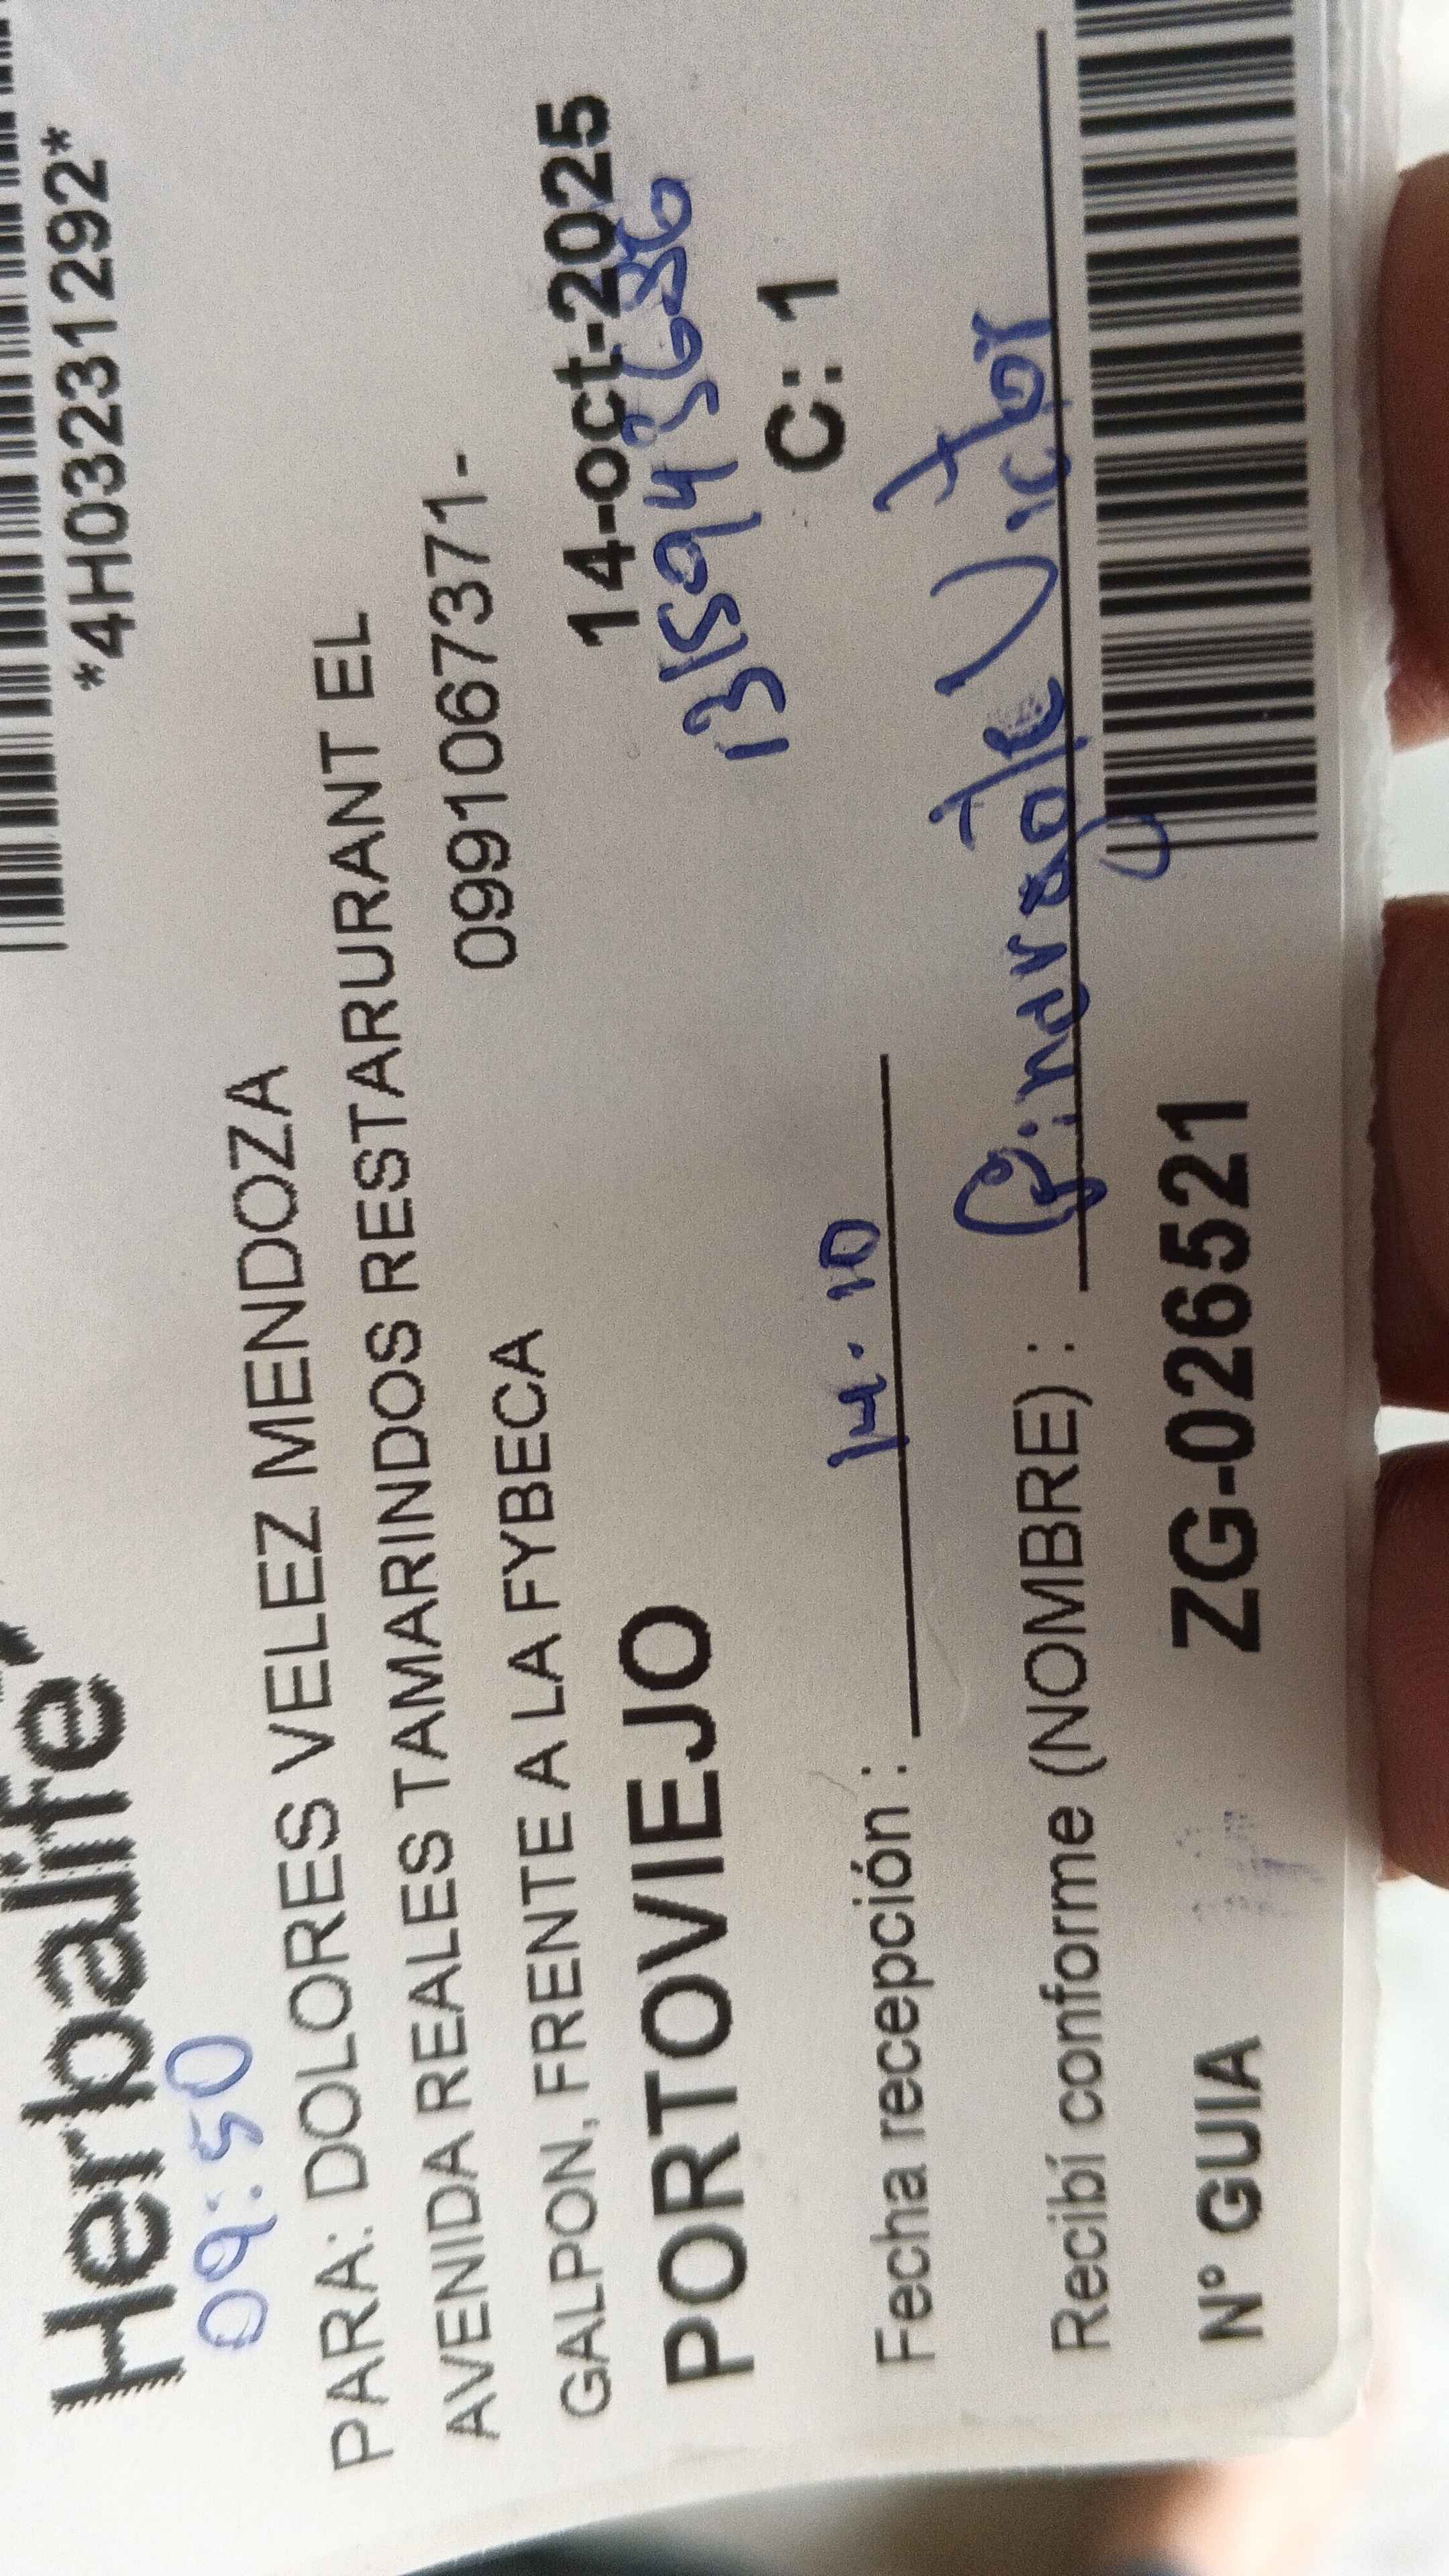 Herbalife
*4H03231292*
09:50
PARA: DOLORES VELEZ MENDOZA
AVENIDA REALES TAMARINDOS RESTARURANT EL
GALPON, FRENTE A LA FYBECA
0991067371-
PORTOVIEJO
14-oct-2025
C: 1
Fecha recepción : 14. 10
Recibí conforme (NOMBRE) : Victor
N° GUIA ZG-026521